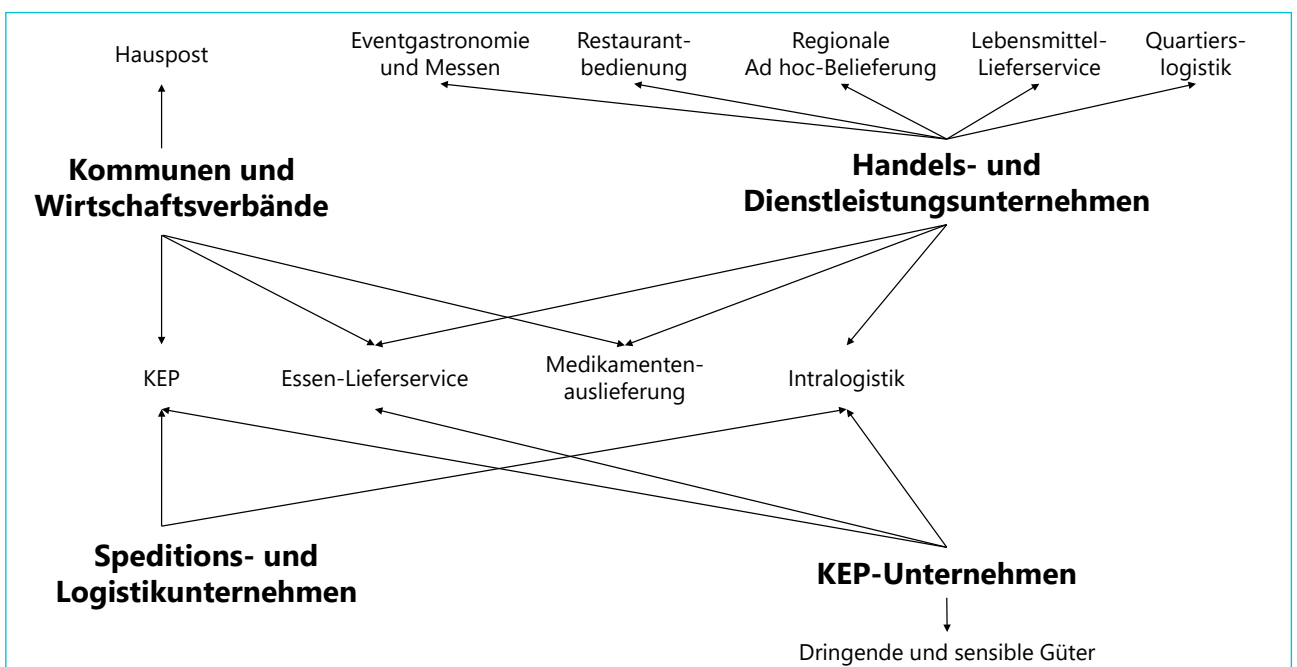 Hauspost
Eventgastronomie
und Messen
Restaurant-
bedienung
Regionale
Ad hoc-Belieferung
Lebensmittel-
Lieferservice
Quartiers-
logistik
Kommunen und
Wirtschaftsverbände
Handels- und
Dienstleistungsunternehmen
KEP
Essen-Lieferservice
Medikamenten-
auslieferung
Intralogistik
Speditions- und
Logistikunternehmen
KEP-Unternehmen
Dringende und sensible Güter